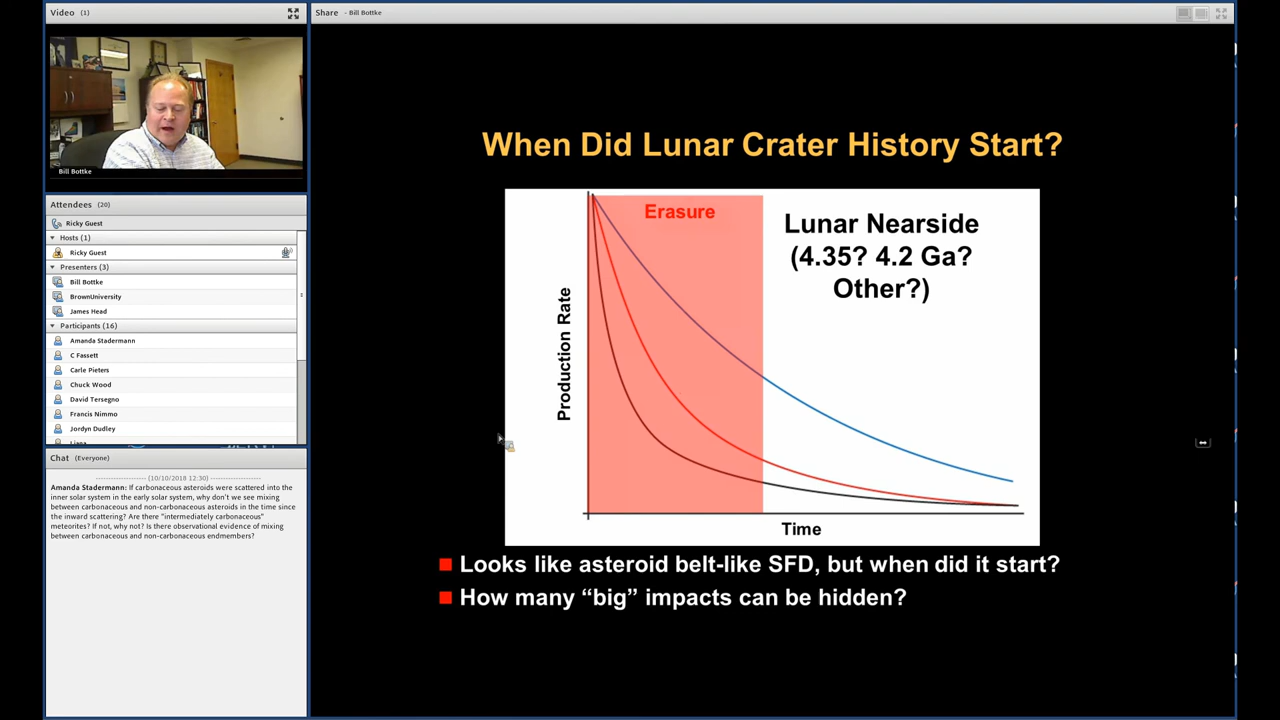 Video (1)
Bill Bottke
Attendees (20)
Ricky Guest
Hosts (1)
Ricky Guest
Presenters (3)
Bill Bottke
BrownUniversity
James Head
Participants (16)
Amanda Stadermann
C Fassett
Carle Pieters
Chuck Wood
David Tersegno
Francis Nimmo
Jordyn Dudley
Chat (Everyone)
(10/10/2018 12:30)
Amanda Stadermann: If carbonaceous asteroids were scattered into the
inner solar system in the early solar system, why don't we see mixing
between carbonaceous and non-carbonaceous asteroids in the time since
the inward scattering? Are there "intermediately carbonaceous"
meteorites? If not, why not? Is there observational evidence of mixing
between carbonaceous and non-carbonaceous endmembers?
Share - Bill Bottke
When Did Lunar Crater History Start?
Erasure
Lunar Nearside
(4.35? 4.2 Ga?
Other?)
Production Rate
Time
Looks like asteroid belt-like SFD, but when did it start?
How many “big” impacts can be hidden?